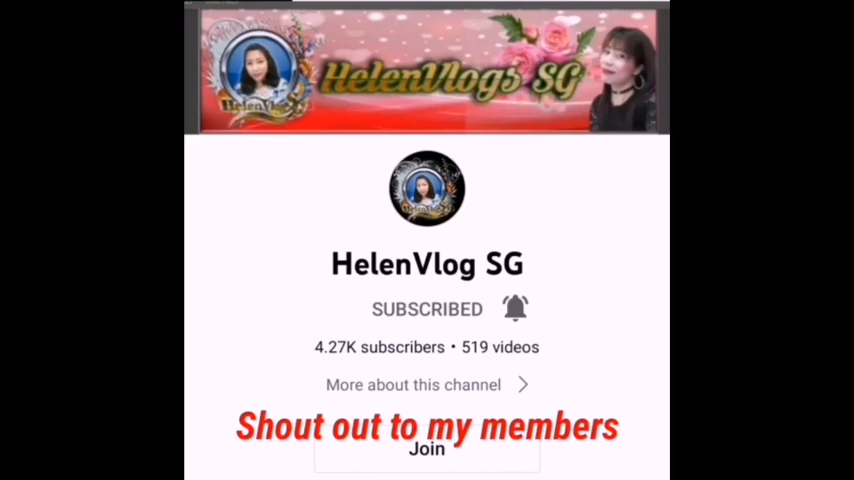 HelenVlogs SG
HelenVlog SG
SUBSCRIBED
4.27K subscribers • 519 videos
More about this channel
Shout out to my members
Join